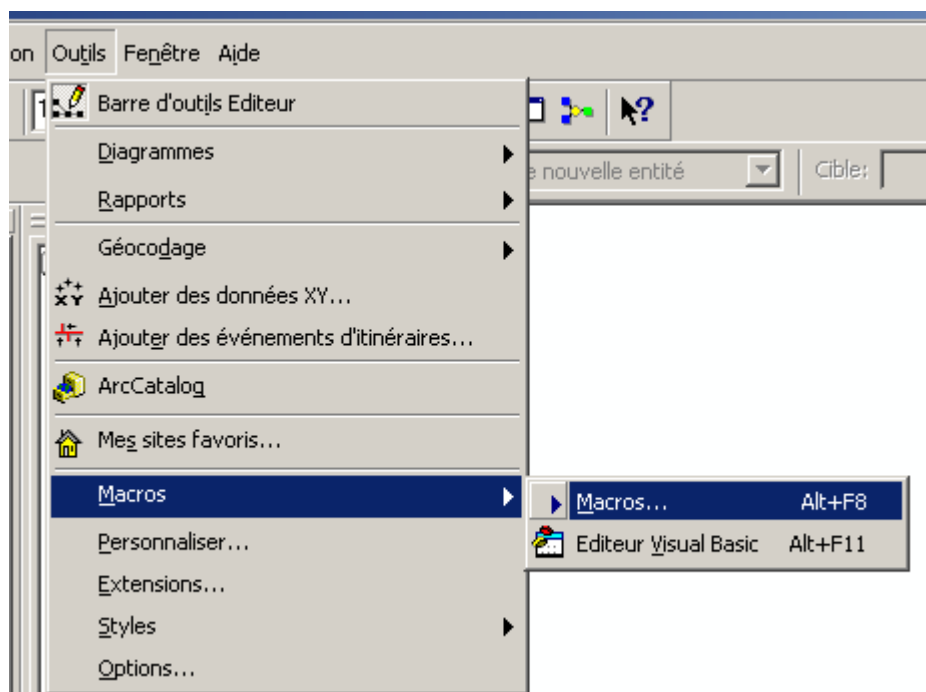 on Outils Fenêtre Aide
Barre d'outils Editeur
Diagrammes
e nouvelle entité Cible:
Rapports
Géocodage
Ajouter des données XY...
Ajouter des événements d'itinéraires...
ArcCatalog
Mes sites favoris...
Macros
Macros... Alt+F8
Personnaliser...
Editeur Visual Basic Alt+F11
Extensions...
Styles
Options...